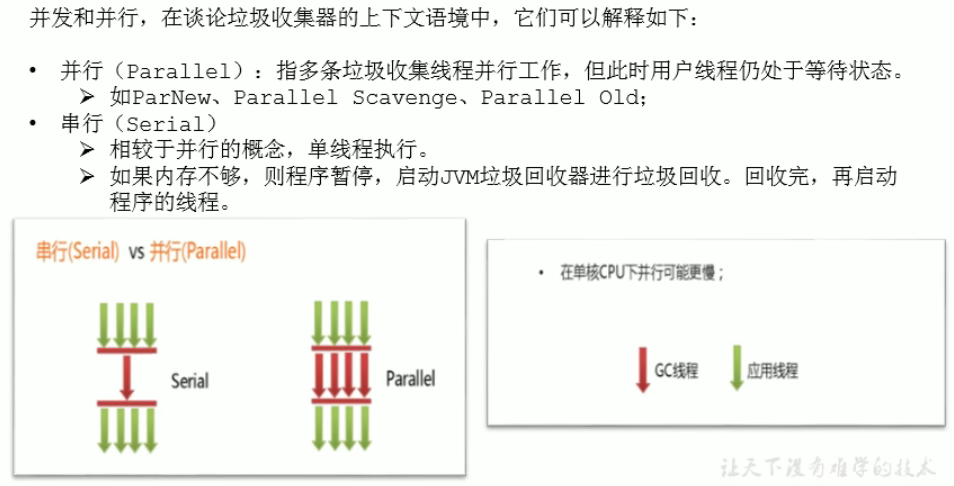 并发和并行，在谈论垃圾收集器的上下文语境中，它们可以解释如下：
• 并行（Parallel）：指多条垃圾收集线程并行工作，但此时用户线程仍处于等待状态。
➢ 如ParNew、Parallel Scavenge、Parallel Old；
• 串行（Serial）
➢ 相较于并行的概念，单线程执行。
➢ 如果内存不够，则程序暂停，启动JVM垃圾回收器进行垃圾回收。回收完，再启动
程序的线程。
串行(Serial) vs 并行(Parallel)
Serial
Parallel
• 在单核CPU下并行可能更慢；
GC线程
应用线程
让天下没有难学的技术